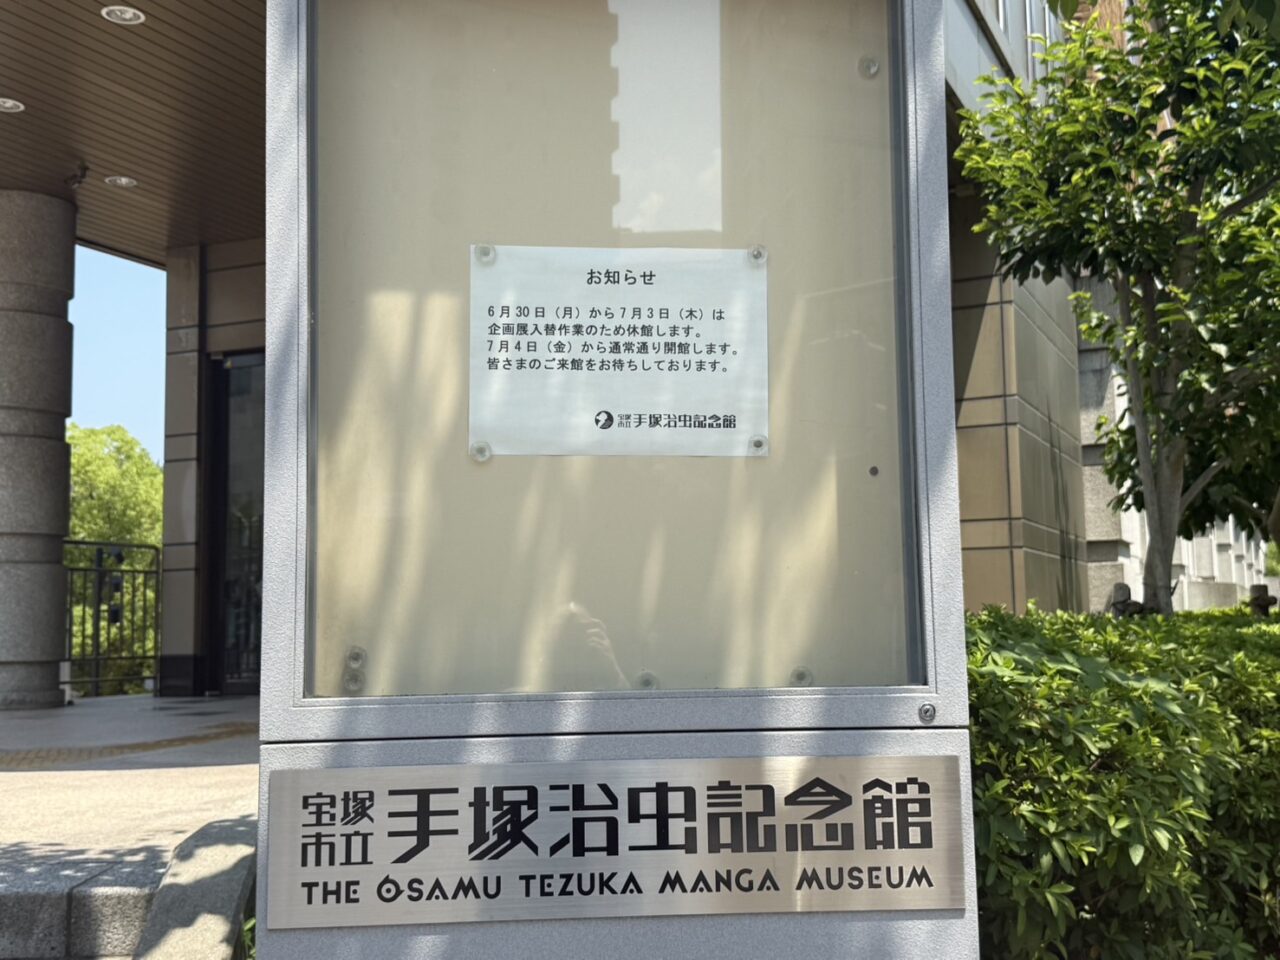 お知らせ
6月30日（月）から7月3日（木）は
企画展入替作業のため休館します。
7月4日（金）から通常通り開館します。
皆さまのご来館をお待ちしております。
宝塚市立 手塚治虫記念館
宝塚市立 手塚治虫記念館
THE OSAMU TEZUKA MANGA MUSEUM